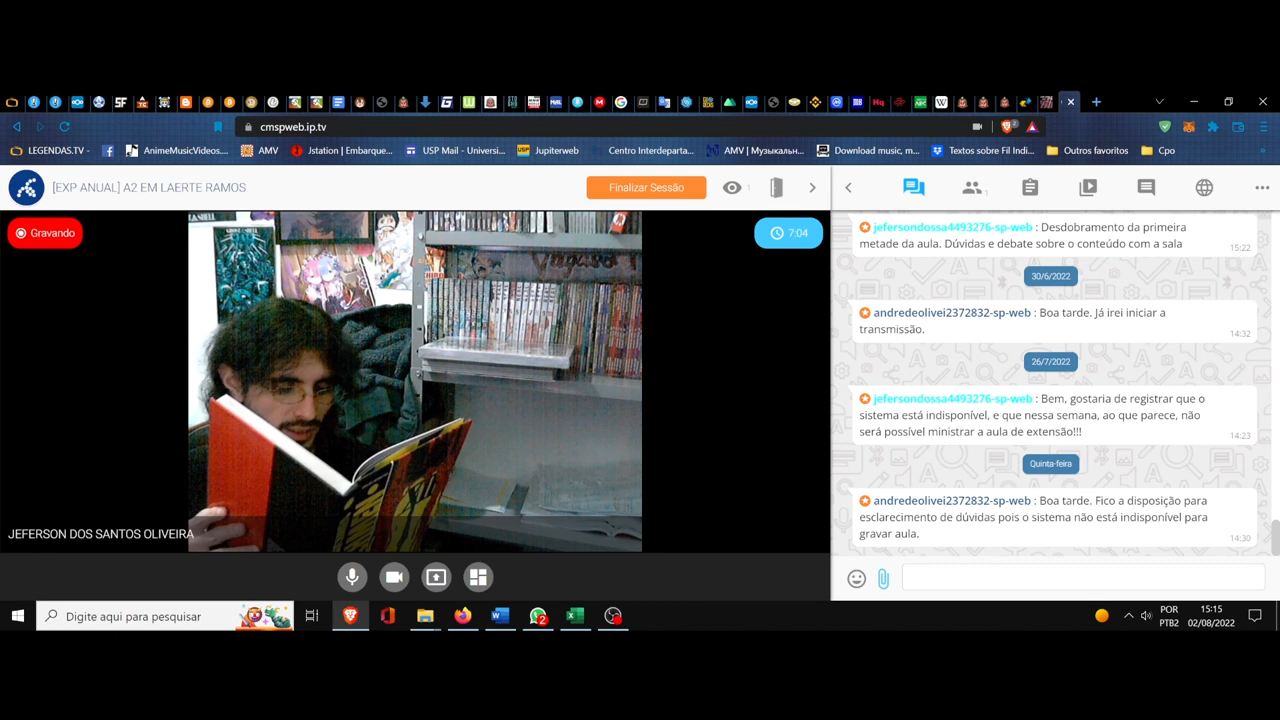 cmspweb.ip.tv
2
LEGENDAS.TV -
AnimeMusicVideos....
AMV
Jstation | Embarque...
USP Mail - Universi...
Jupiterweb
Centro Interdeparta...
AMV | Музыкальн...
Download music, m...
Textos sobre Fil Indi...
Outros favoritos
Cpo
[EXP ANUAL] A2 EM LAERTE RAMOS
Finalizar Sessão
1
1
Gravando
7:04
JEFERSON DOS SANTOS OLIVEIRA
jefersondossa4493276-sp-web : Desdobramento da primeira
metade da aula. Dúvidas e debate sobre o conteúdo com a sala
15:22
30/6/2022
andredeolivei2372832-sp-web : Boa tarde. Já irei iniciar a
transmissão.
14:32
26/7/2022
jefersondossa4493276-sp-web : Bem, gostaria de registrar que o
sistema está indisponível, e que nessa semana, ao que parece, não
será possível ministrar a aula de extensão!!!
14:23
Quinta-feira
andredeolivei2372832-sp-web : Boa tarde. Fico a disposição para
esclarecimento de dúvidas pois o sistema não está indisponível para
gravar aula.
14:30
Digite aqui para pesquisar
2
POR
PTB2
15:15
02/08/2022